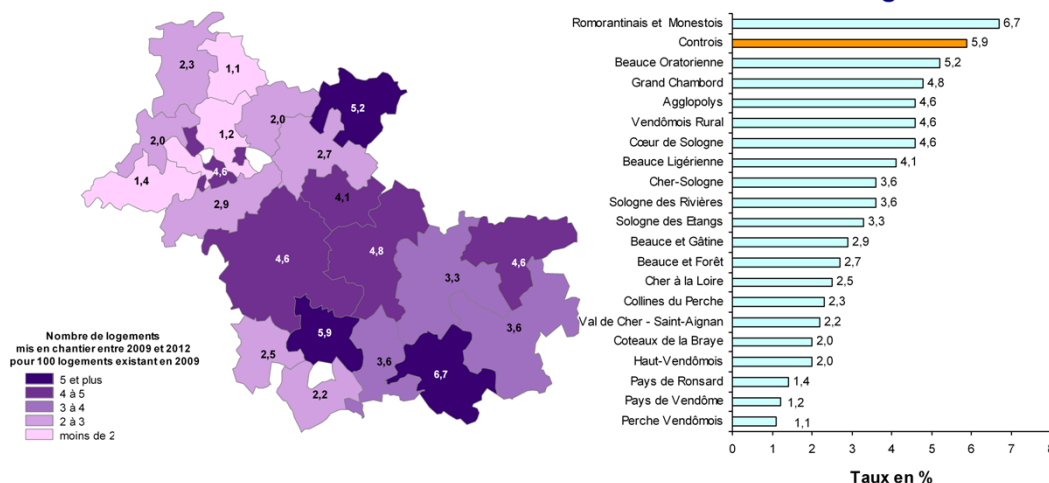 2,3
1,1
5,2
2,0
1,2
2,0
2,7
4,6
1,4
4,1
2,9
4,6
4,8
4,6
3,3
5,9
3,6
2,5
3,6
6,7
2,2
Nombre de logements
mis en chantier entre 2009 et 2012
pour 100 logements existant en 2009
5 et plus
4 à 5
3 à 4
2 à 3
moins de 2
Romorantinais et Monestois 6,7
Controis 5,9
Beauce Oratorienne 5,2
Grand Chambord 4,8
Agglopolys 4,6
Vendômois Rural 4,6
Cœur de Sologne 4,6
Beauce Ligérienne 4,1
Cher-Sologne 3,6
Sologne des Rivières 3,6
Sologne des Etangs 3,3
Beauce et Gâtine 2,9
Beauce et Forêt 2,7
Cher à la Loire 2,5
Collines du Perche 2,3
Val de Cher - Saint-Aignan 2,2
Coteaux de la Braye 2,0
Haut-Vendômois 2,0
Pays de Ronsard 1,4
Pays de Vendôme 1,2
Perche Vendômois 1,1
0 1 2 3 4 5 6 7 8
Taux en %